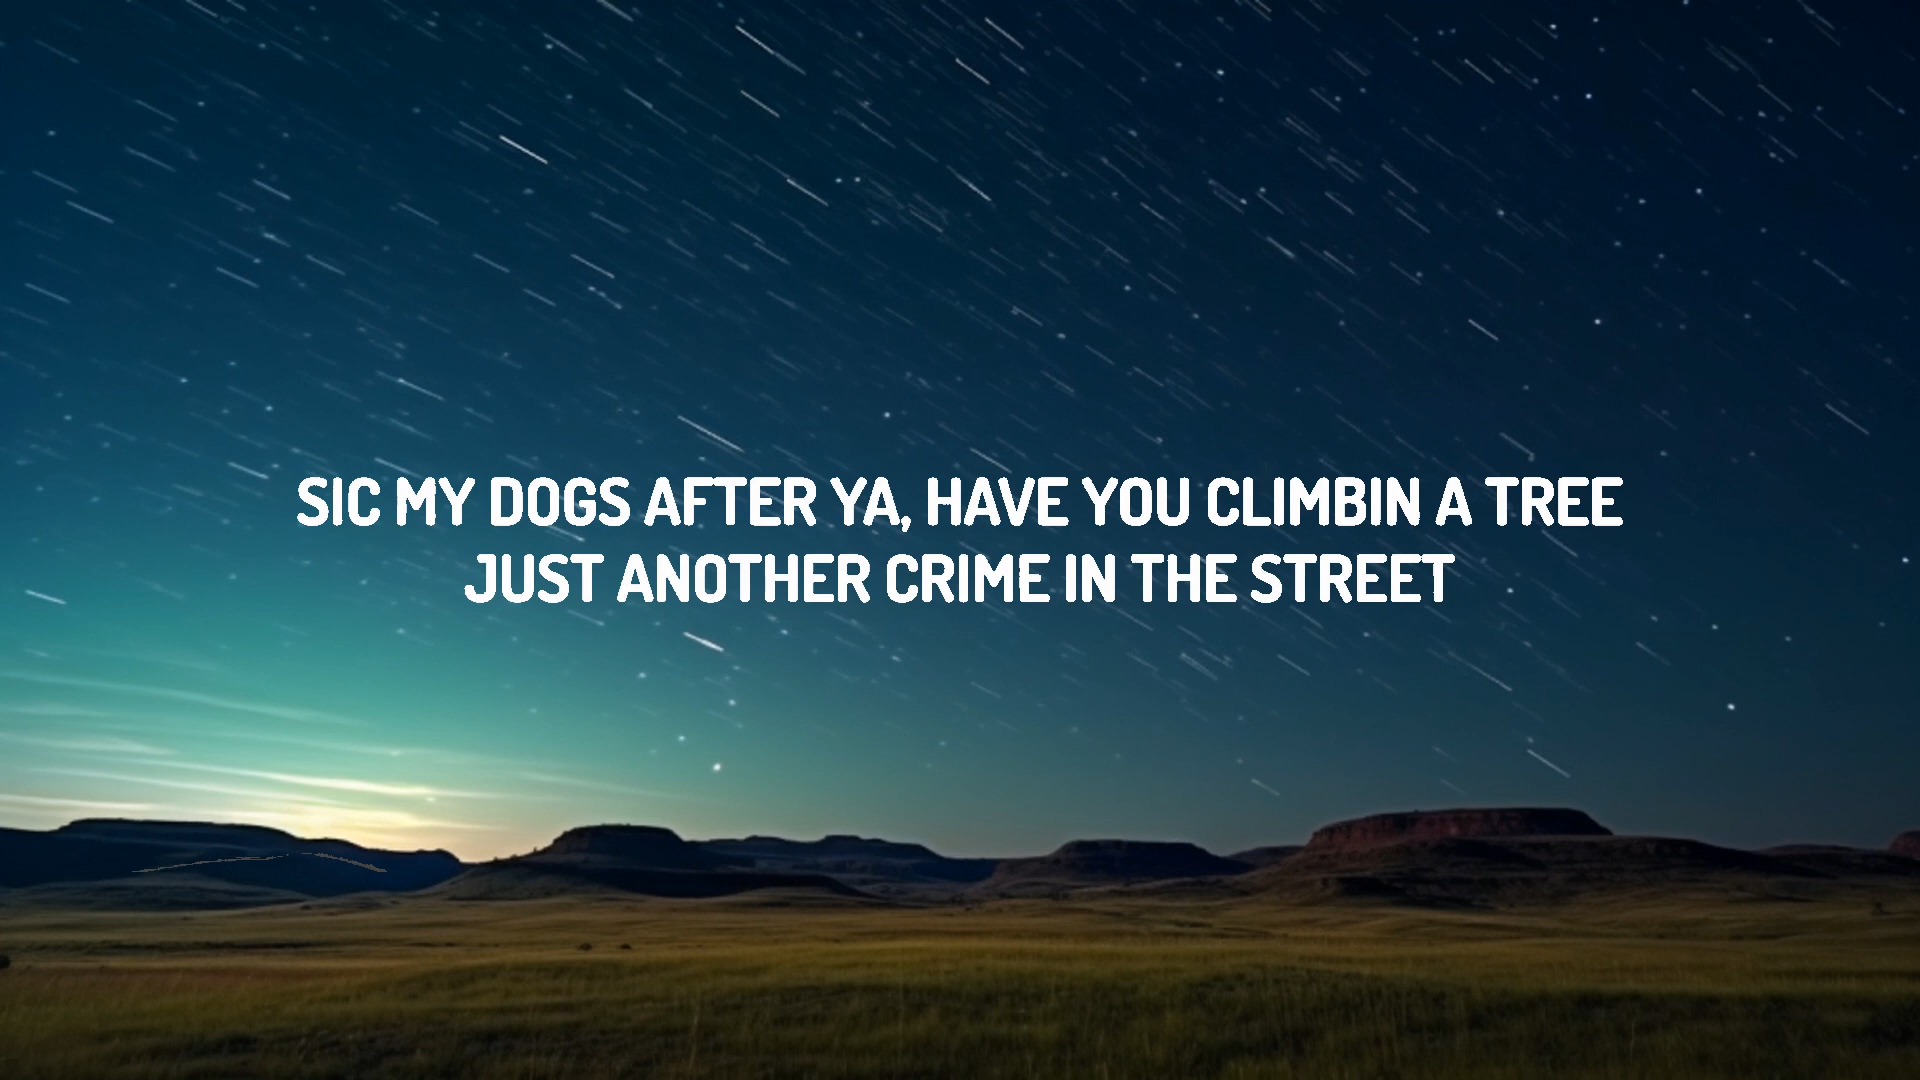 SIC MY DOGS AFTER YA, HAVE YOU CLIMBIN A TREE
JUST ANOTHER CRIME IN THE STREET